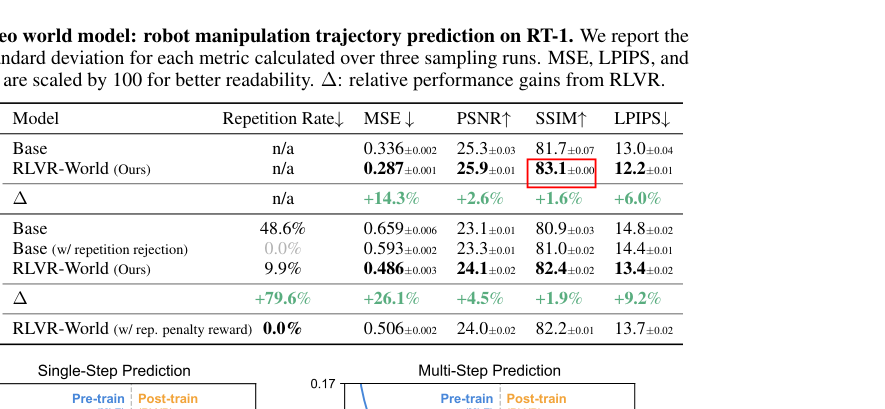 eo world model: robot manipulation trajectory prediction on RT-1. We report the
ndard deviation for each metric calculated over three sampling runs. MSE, LPIPS, and
are scaled by 100 for better readability. Δ: relative performance gains from RLVR.
Model Repetition Rate↓ MSE ↓ PSNR↑ SSIM↑ LPIPS↓
Base n/a 0.336±0.002 25.3±0.03 81.7±0.07 13.0±0.04
RLVR-World (Ours) n/a 0.287±0.001 25.9±0.01 83.1±0.00 12.2±0.01
Δ n/a +14.3% +2.6% +1.6% +6.0%
Base 48.6% 0.659±0.006 23.1±0.01 80.9±0.03 14.8±0.02
Base (w/ repetition rejection) 0.0% 0.593±0.002 23.3±0.01 81.0±0.02 14.4±0.01
RLVR-World (Ours) 9.9% 0.486±0.003 24.1±0.02 82.4±0.02 13.4±0.02
Δ +79.6% +26.1% +4.5% +1.9% +9.2%
RLVR-World (w/ rep. penalty reward) 0.0% 0.506±0.002 24.0±0.02 82.2±0.01 13.7±0.02
Single-Step Prediction Multi-Step Prediction
0.17
Pre-train Post-train Pre-train Post-train